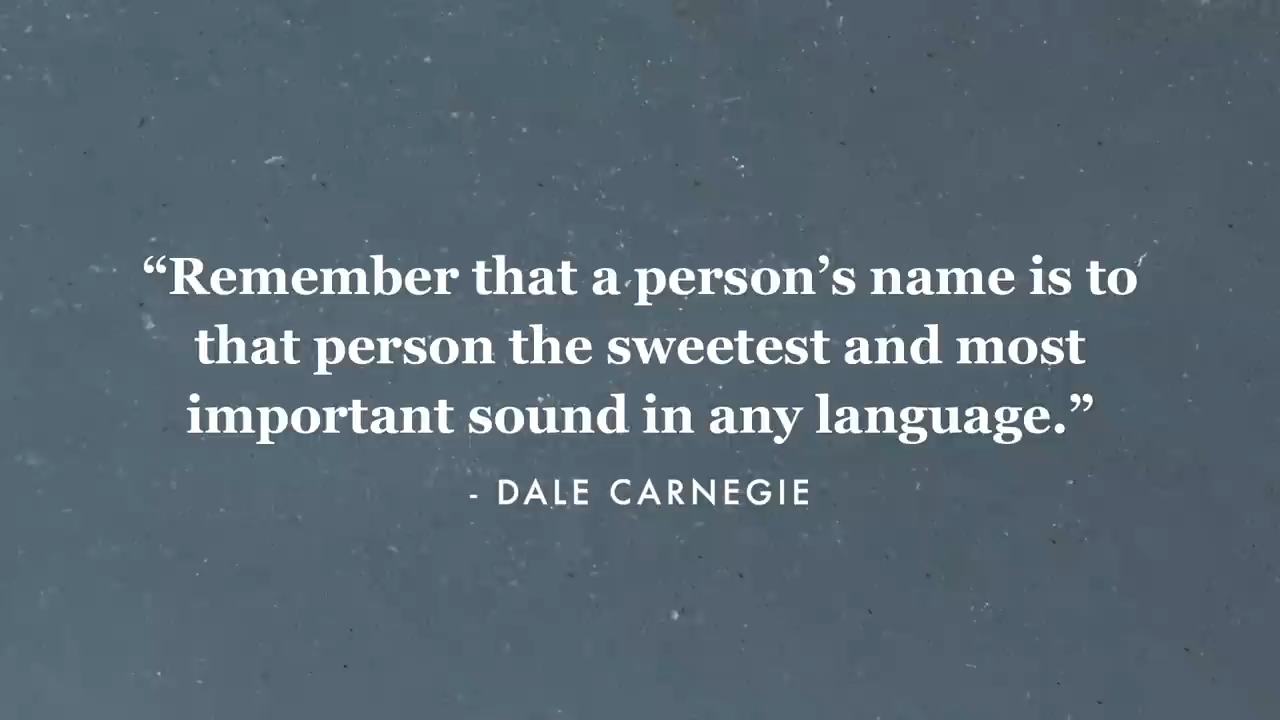 “Remember that a person’s name is to
that person the sweetest and most
important sound in any language.”
- DALE CARNEGIE